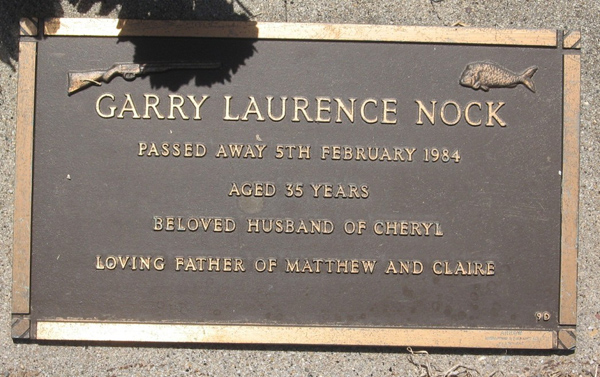 GARRY LAURENCE NOCK
PASSED AWAY 5TH FEBRUARY 1984
AGED 35 YEARS
BELOVED HUSBAND OF CHERYL
LOVING FATHER OF MATTHEW AND CLAIRE